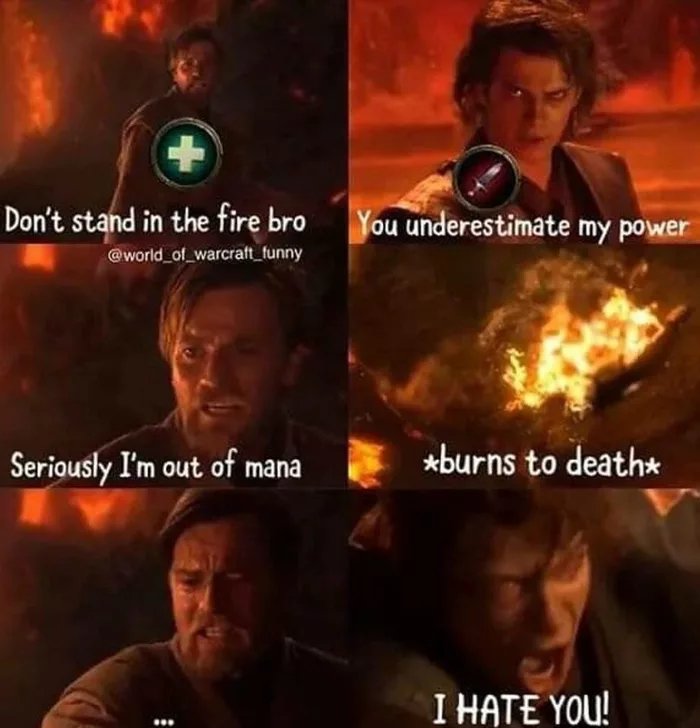 Don't stand in the fire bro
You underestimate my power
@world_of_warcraft_funny
Seriously I'm out of mana
*burns to death*
...
I HATE YOU!